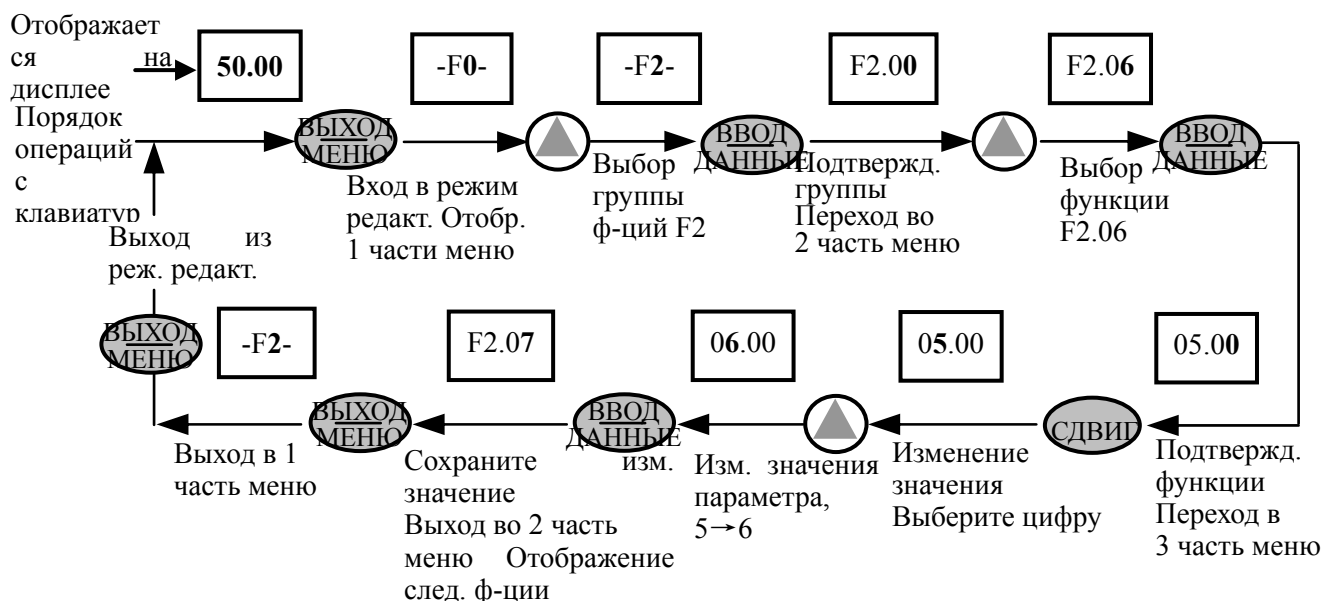 Отображает
ся на
дисплее
50.00
-F0-
-F2-
F2.00
F2.06
Порядок
операций
с
клавиатур
ВЫХОД
МЕНЮ
Вход в режим
редакт. Отобр.
1 части меню
Выбор
группы
ф-ций F2
ВВОД
ДАННЫЕ
Подтвержд.
группы
Переход во
2 часть меню
Выбор
функции
F2.06
ВВОД
ДАННЫЕ
Выход из
реж. редакт.
ВЫХОД
МЕНЮ
-F2-
F2.07
06.00
05.00
05.00
Выход в 1
часть меню
ВЫХОД
МЕНЮ
Сохраните изм.
значение
Выход во 2 часть
меню Отображение
след. ф-ции
ВВОД
ДАННЫЕ
Изм. значения
параметра,
5→6
Изменение
значения
Выберите цифру
СДВИГ
Подтвержд.
функции
Переход в
3 часть меню